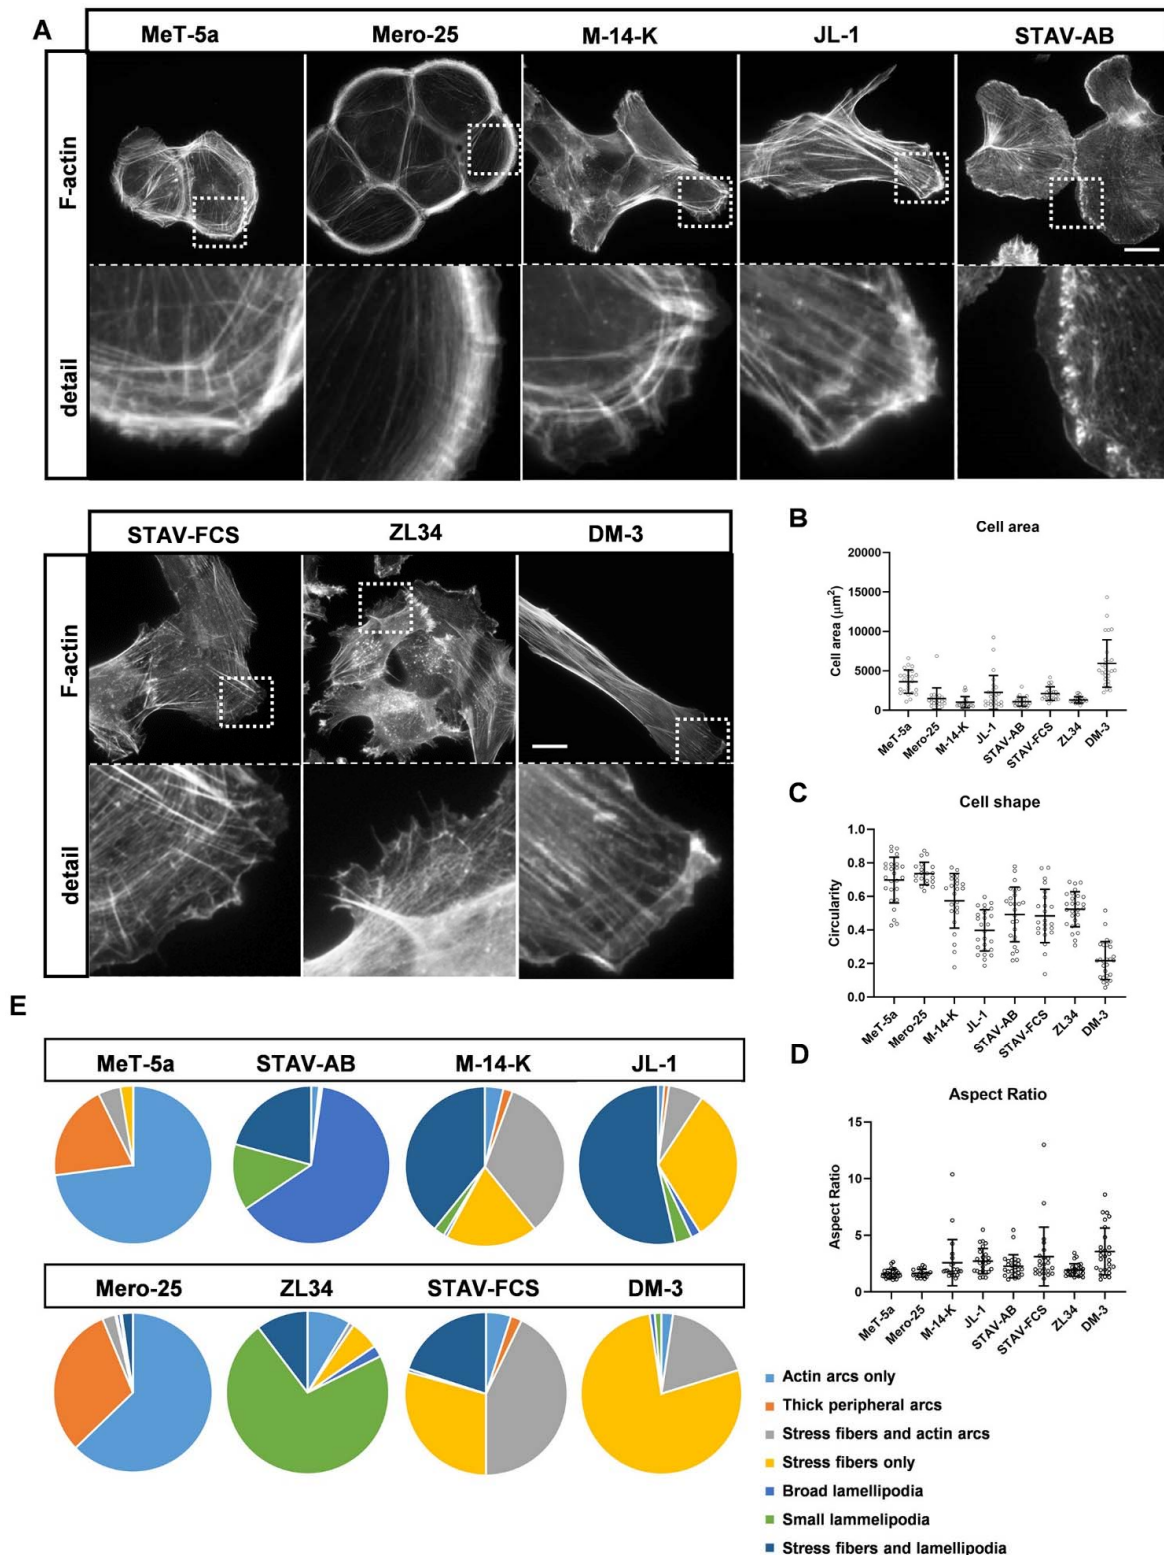 A
MeT-5a Mero-25 M-14-K JL-1 STAV-AB
F-actin
detail
STAV-FCS ZL34 DM-3
F-actin
detail
B
Cell area
Cell area (μm²)
20000
15000
10000
5000
0
MeT-5a Mero-25 M-14-K JL-1 STAV-AB STAV-FCS ZL34 DM-3
C
Cell shape
Circularity
1.0
0.8
0.6
0.4
0.2
0.0
MeT-5a Mero-25 M-14-K JL-1 STAV-AB STAV-FCS ZL34 DM-3
D
Aspect Ratio
Aspect Ratio
15
10
5
0
MeT-5a Mero-25 M-14-K JL-1 STAV-AB STAV-FCS ZL34 DM-3
E
MeT-5a STAV-AB M-14-K JL-1
Mero-25 ZL34 STAV-FCS DM-3
Actin arcs only
Thick peripheral arcs
Stress fibers and actin arcs
Stress fibers only
Broad lamellipodia
Small lammelipodia
Stress fibers and lamellipodia